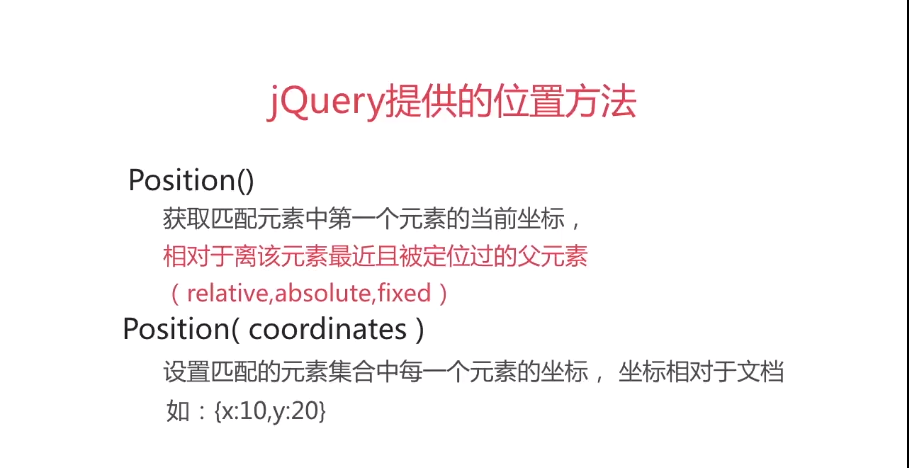 jQuery提供的位置方法
Position()
获取匹配元素中第一个元素的当前坐标，
相对于离该元素最近且被定位过的父元素
（relative,absolute,fixed）
Position( coordinates )
设置匹配的元素集合中每一个元素的坐标， 坐标相对于文档
如：{x:10,y:20}